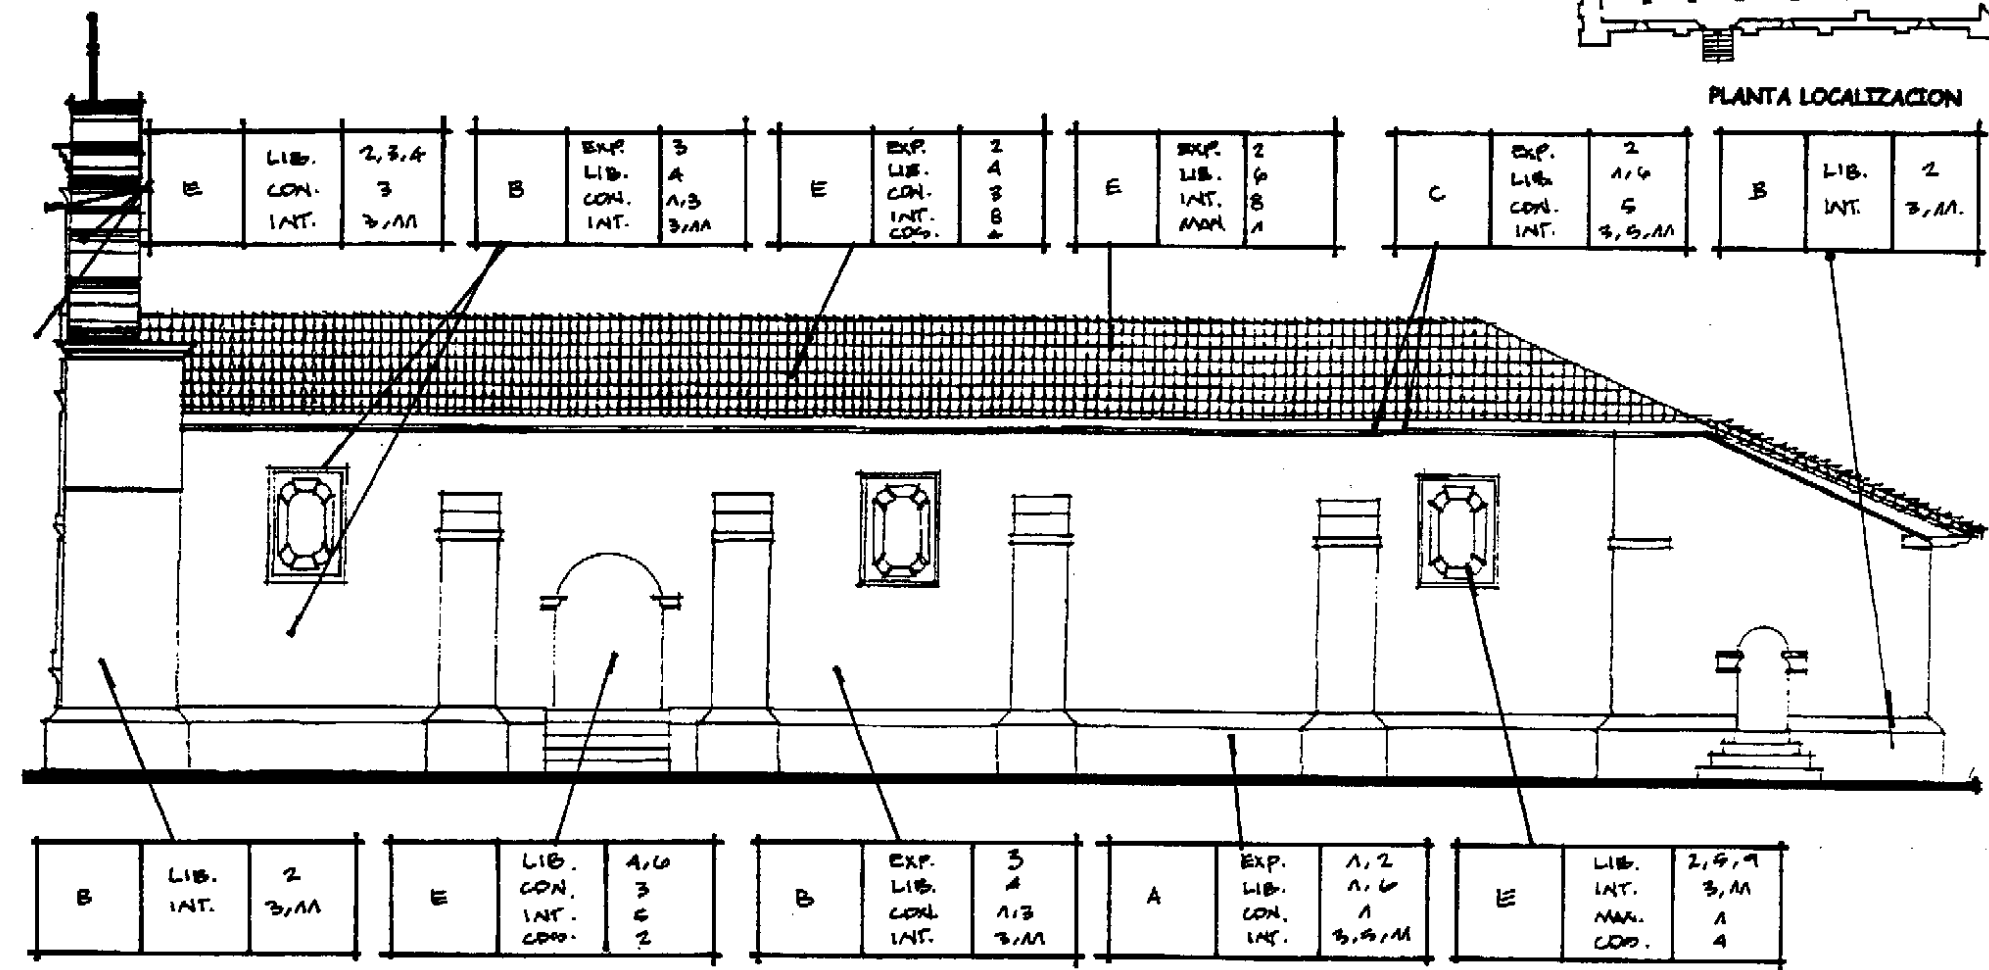 PLANTA LOCALIZACION
E
LIB. 2,3,4
CON. 3
INT. 3,11
B
EXP. 3
LIB. 4
CON. 1,3
INT. 3,11
E
EXP. 2
LIB. 4
CON. 3
INT. 8
E
EXP. 2
LIB. 6
INT. 8
MAN. 1
C
EXP. 2
LIB. 1,6
CON. 5
INT. 3,5,11
B
LIB. 2
INT. 3,11.
B
LIB. 2
INT. 3,11
E
LIB. 4,6
CON. 3
INT. 5
2
B
EXP. 3
LIB. 4
CON. 1,3
INT. 3,11
A
EXP. 1,2
LIB. 1,6
CON. 1
INT. 3,5,11
E
LIB. 2,5,9
INT. 3,11
MAN. 1
4